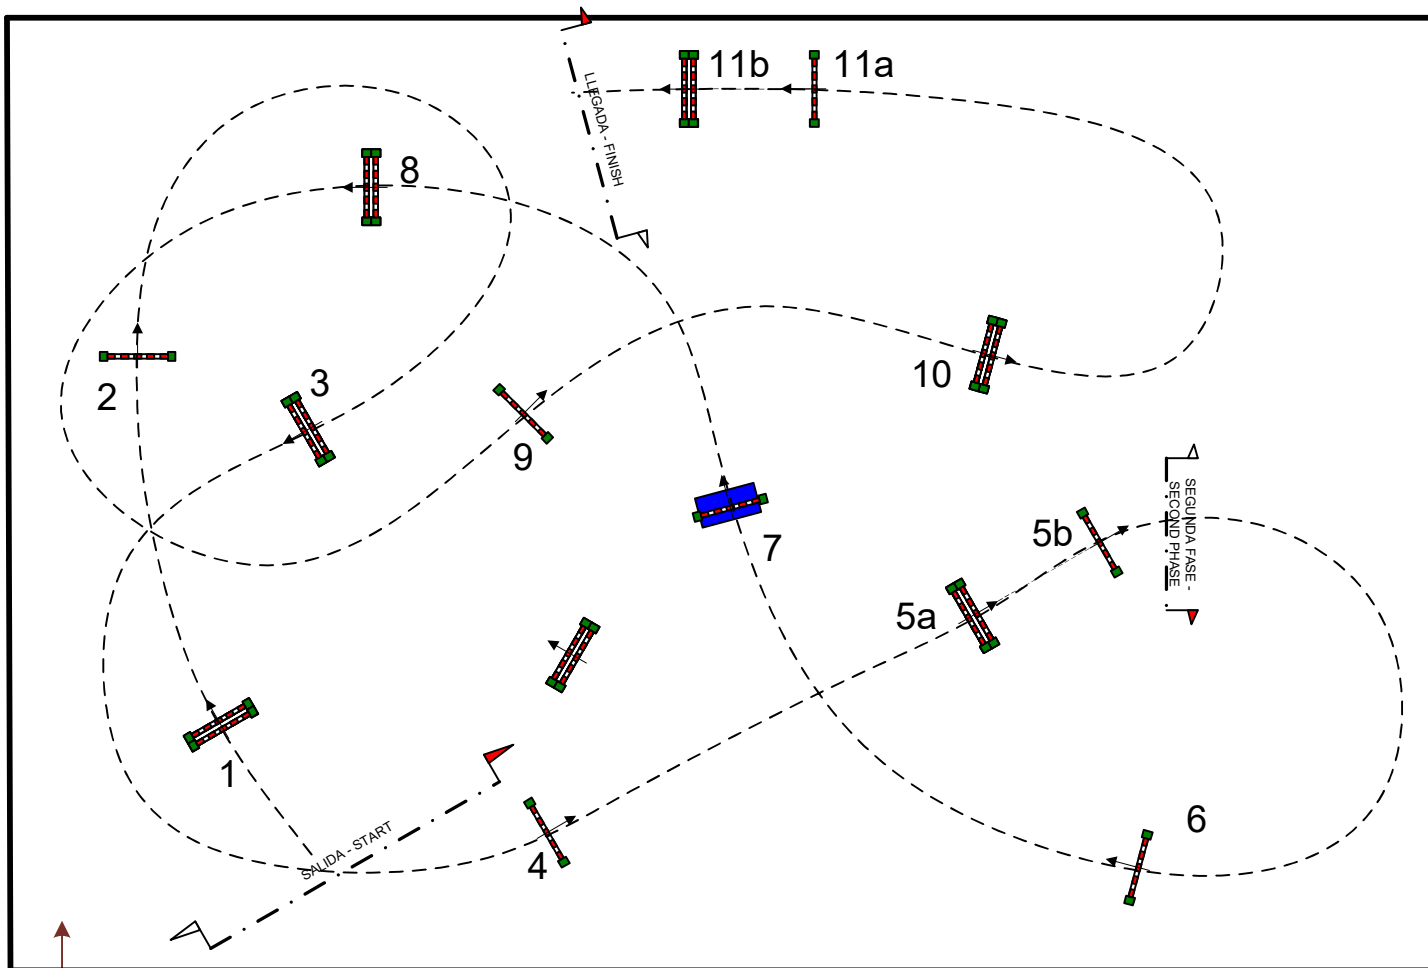 11b
11a
LLEGADA - FINISH
8
2
3
10
9
SEGUNDA FASE -
SECOND PHASE
5b
7
5a
1
SALIDA - START
4
6